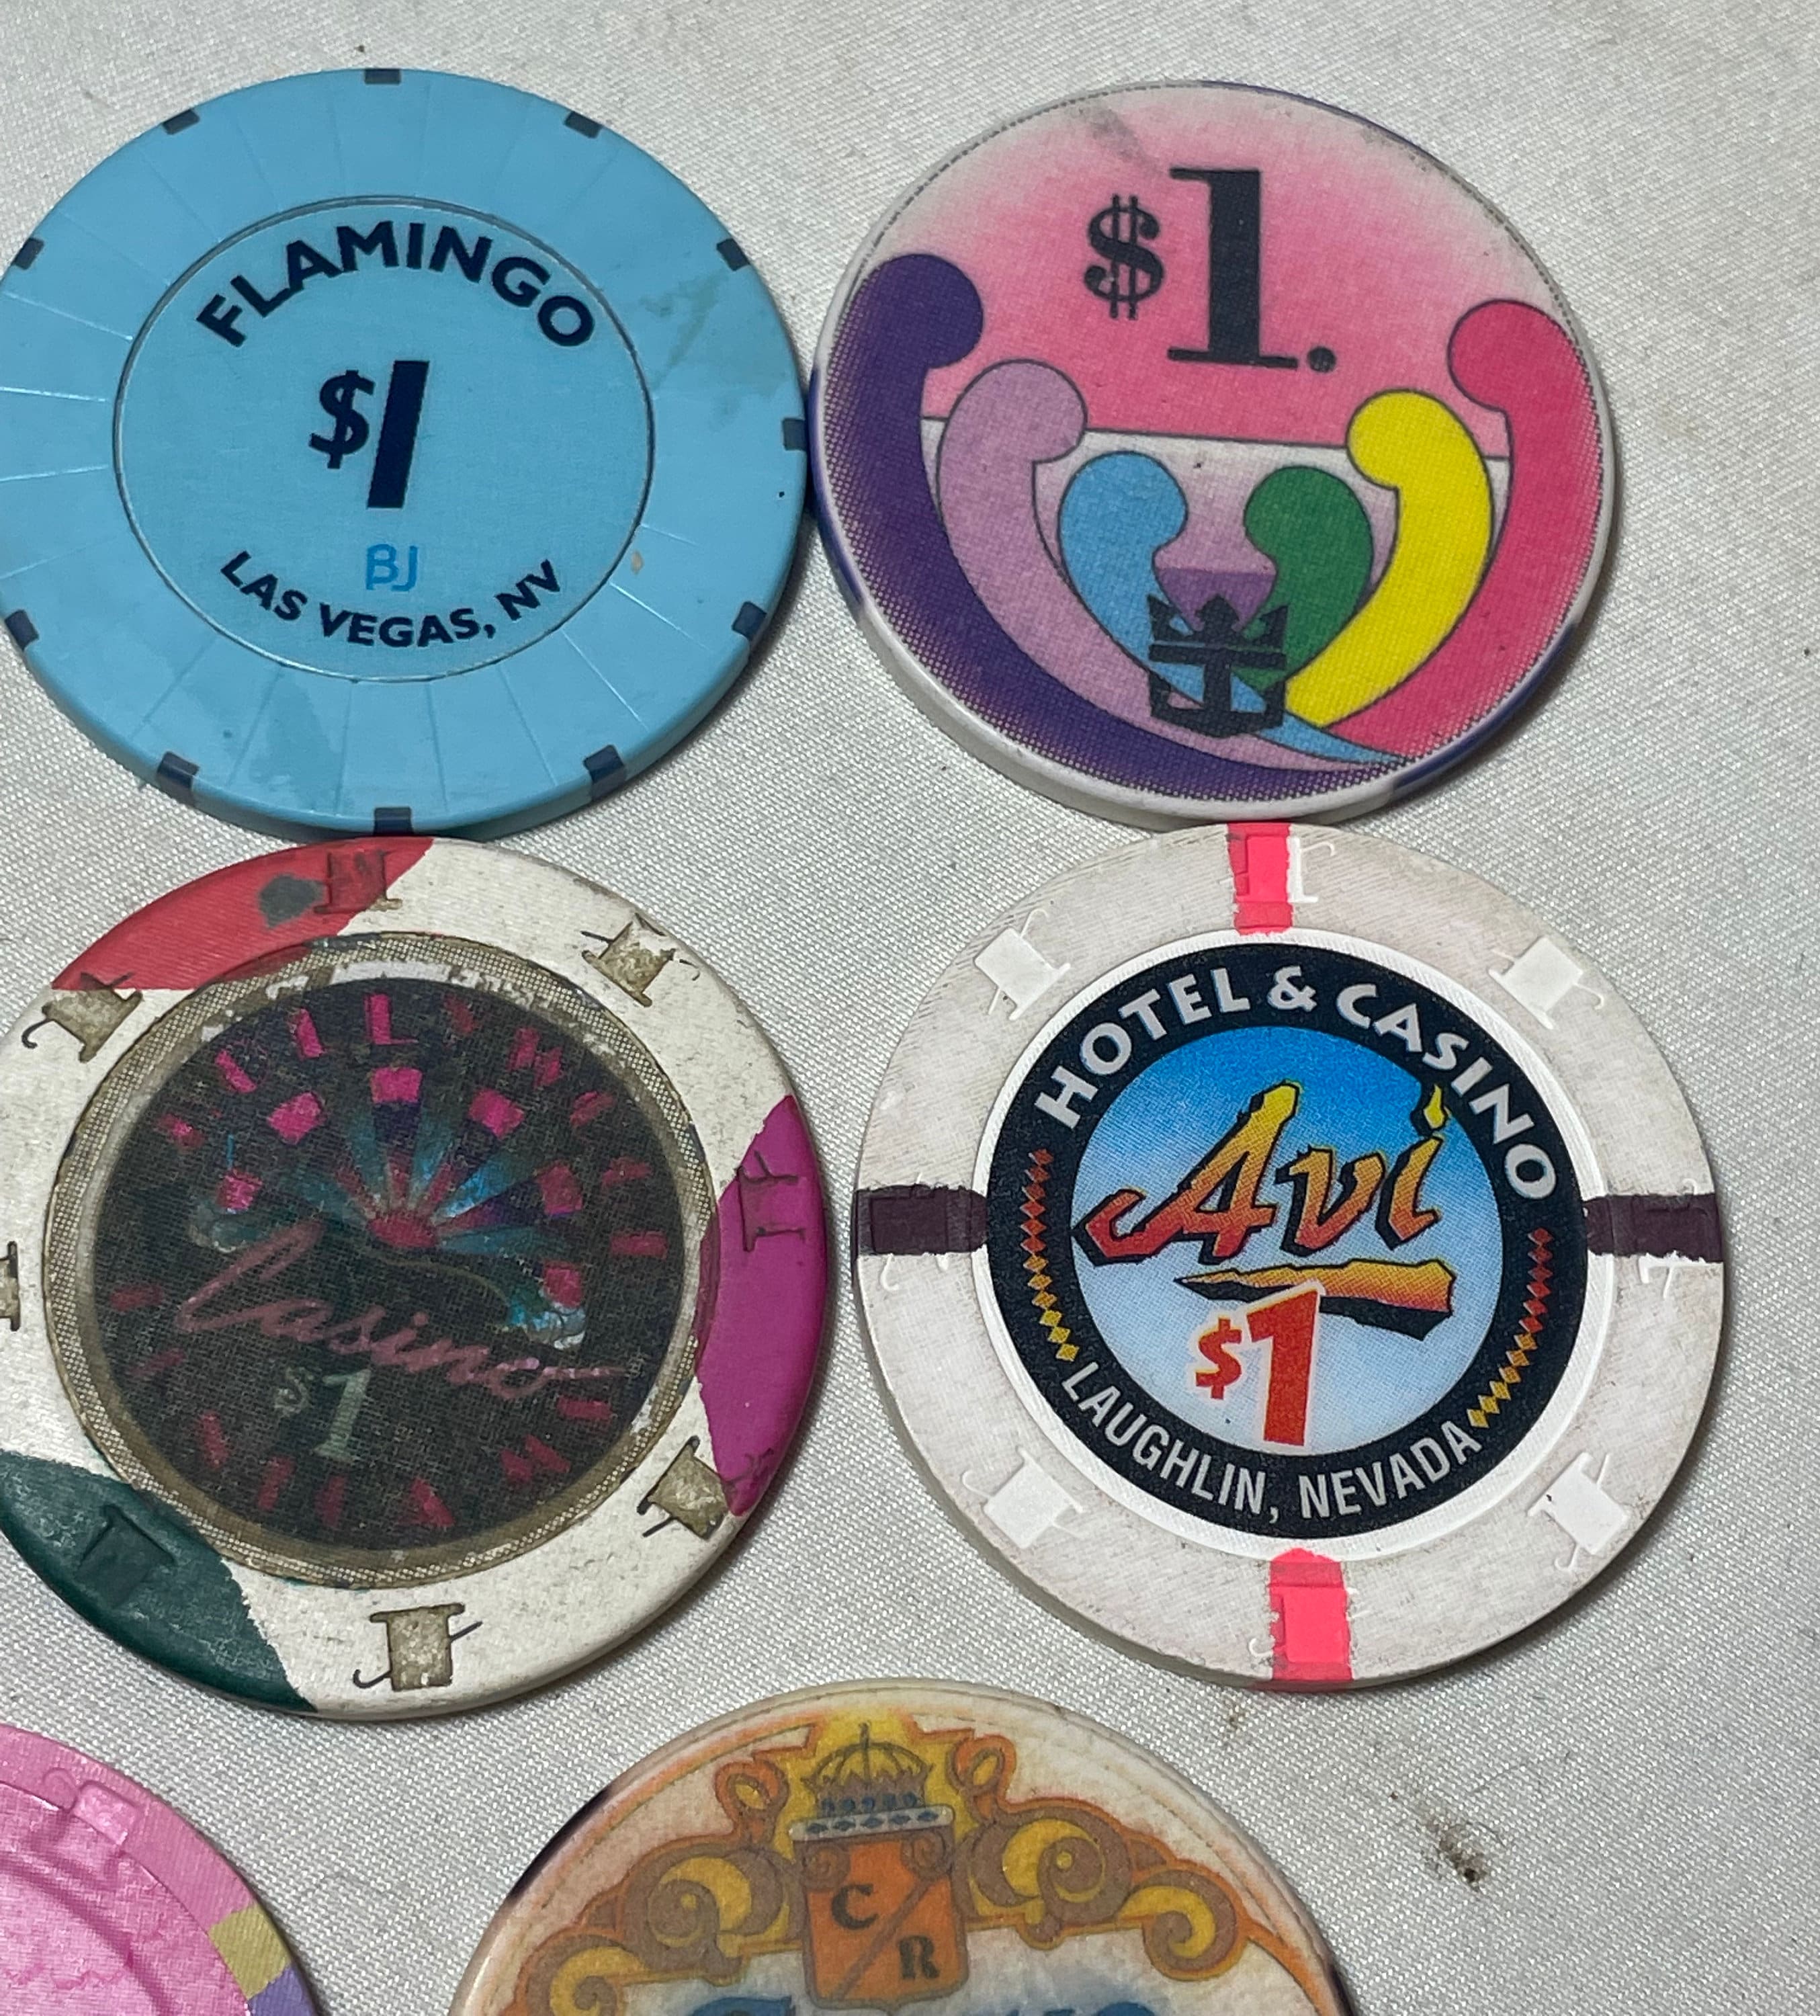 FLAMINGO
$1
BJ
LAS VEGAS, NV
$1.
Casino
$1
HOTEL & CASINO
Avi
$1
LAUGHLIN, NEVADA
C
R